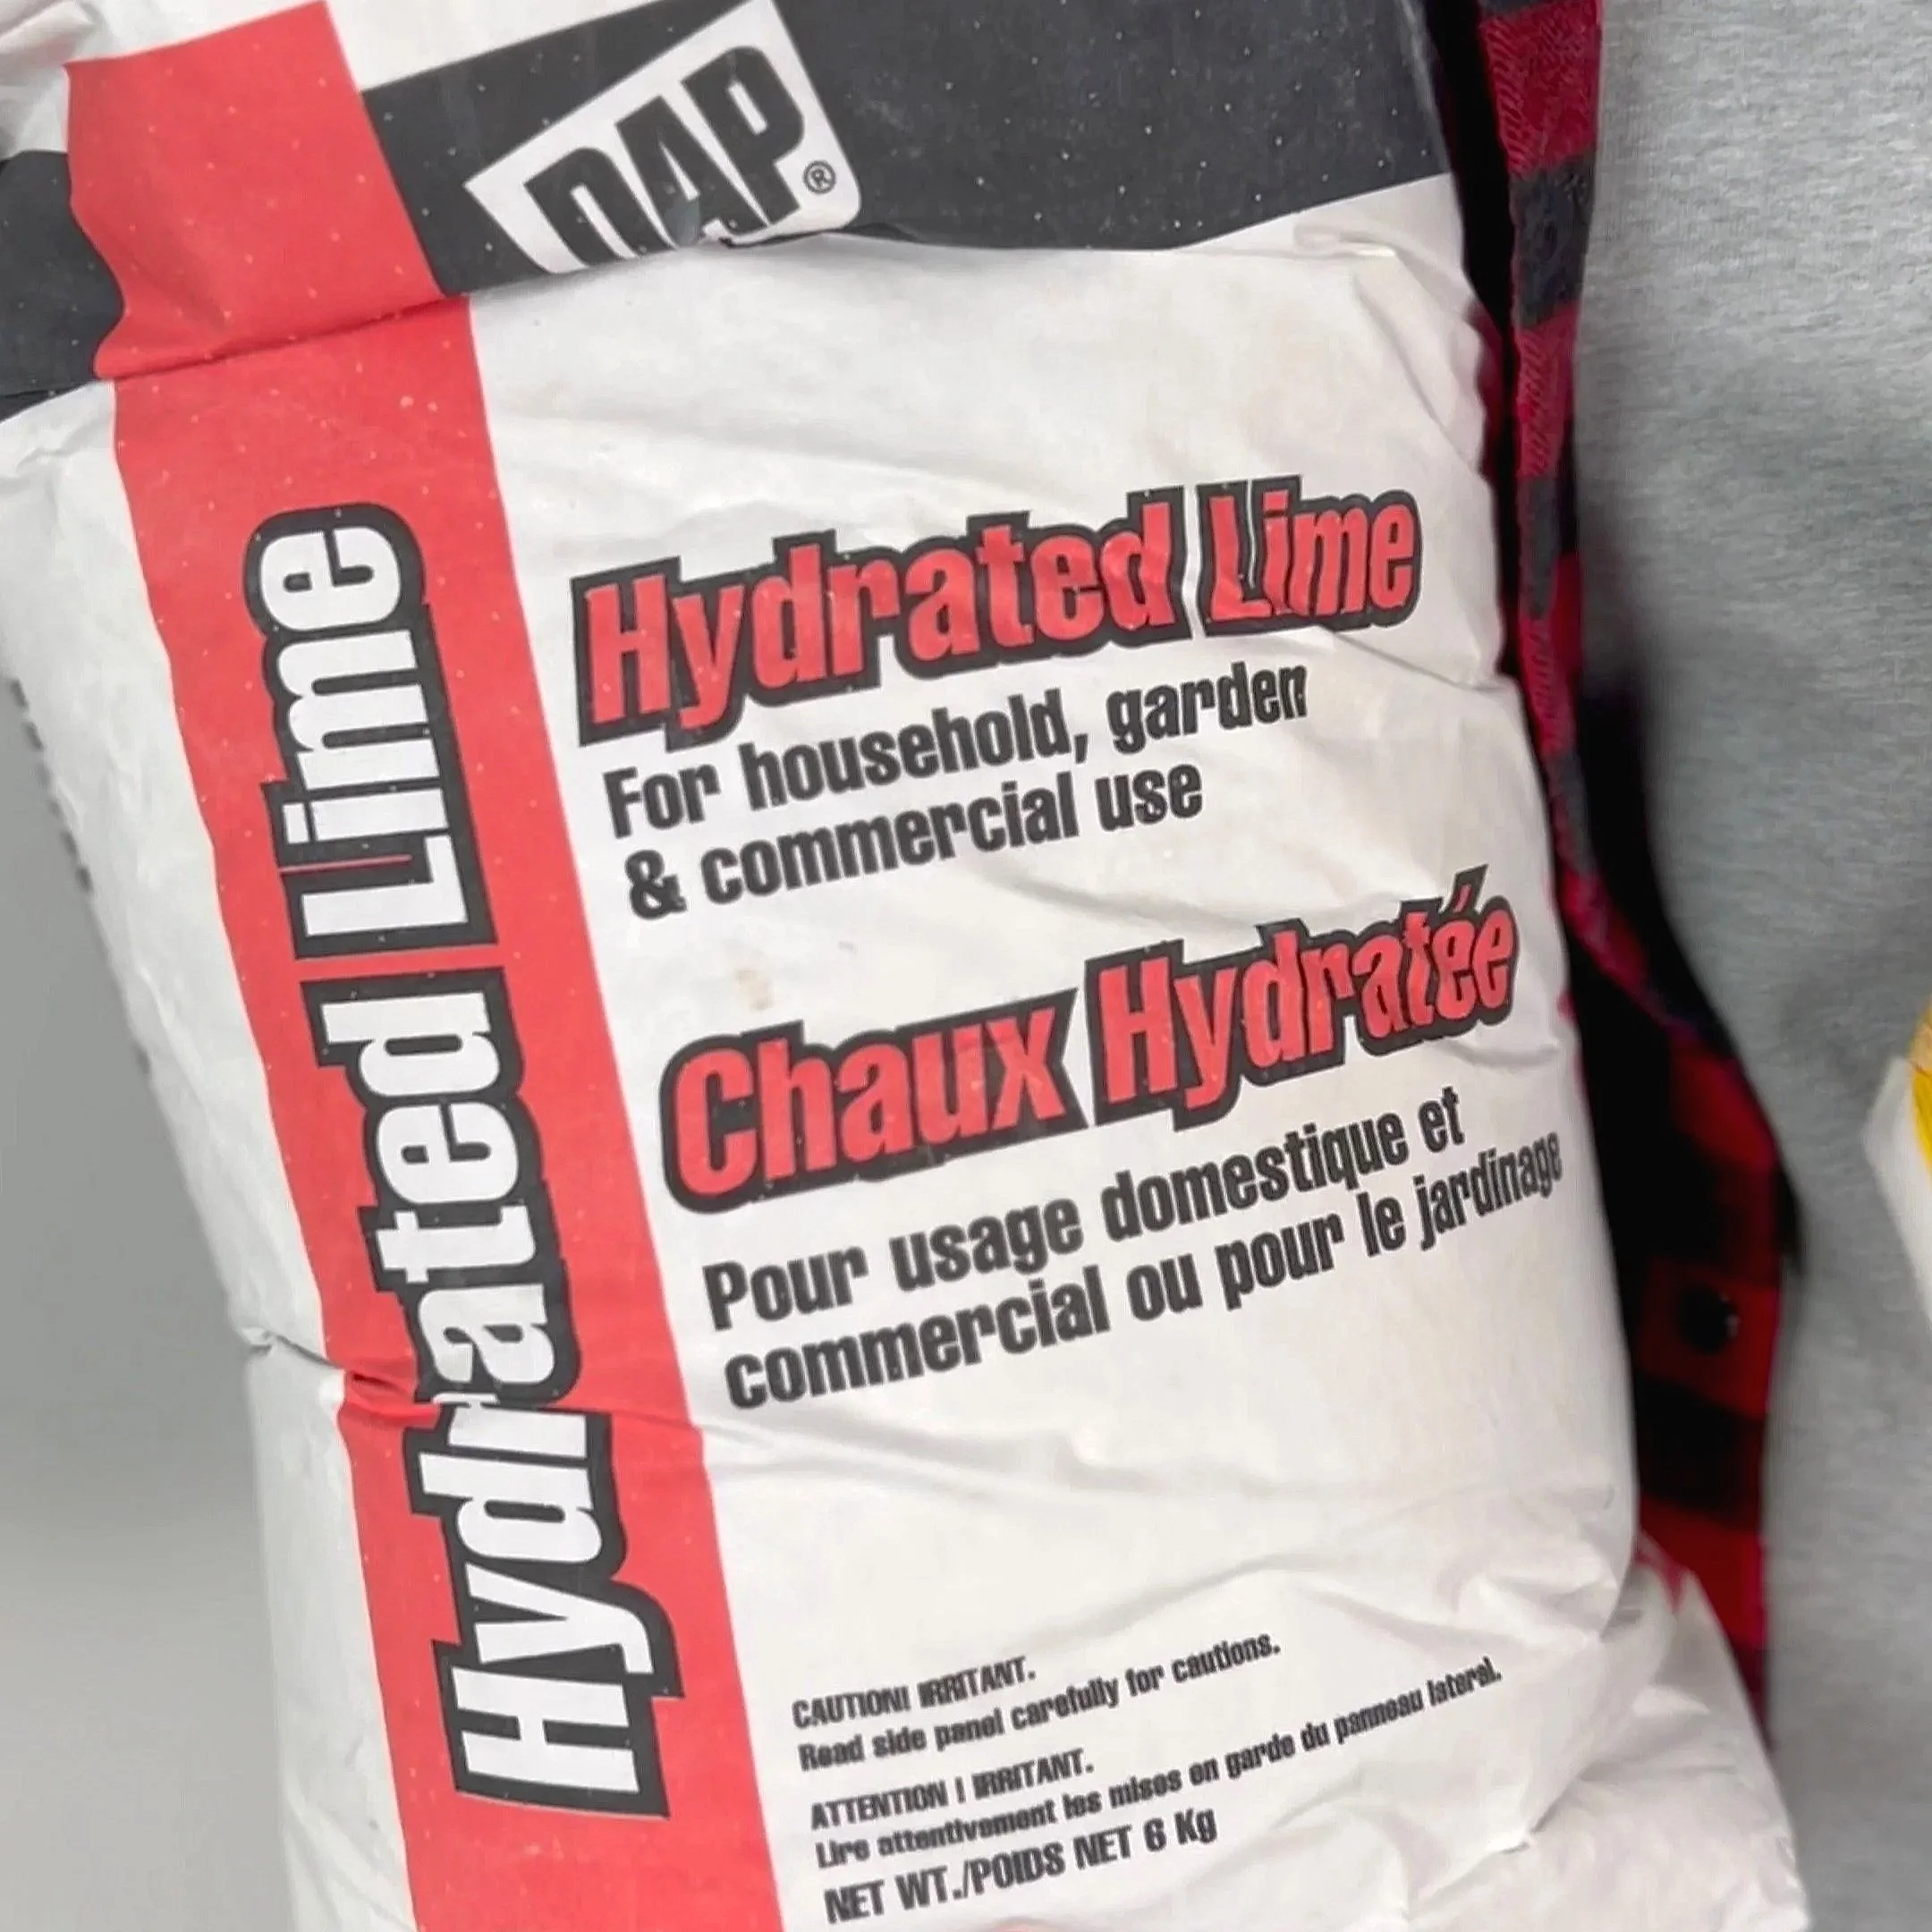 DAP®
Hydrated Lime
Hydrated Lime
For household, garden
& commercial use
Chaux Hydratée
Pour usage domestique et
commercial ou pour le jardinage
CAUTION! IRRITANT.
Read side panel carefully for cautions.
ATTENTION ! IRRITANT.
Lire attentivement les mises en garde du panneau lateral.
NET WT./POIDS NET 6 Kg